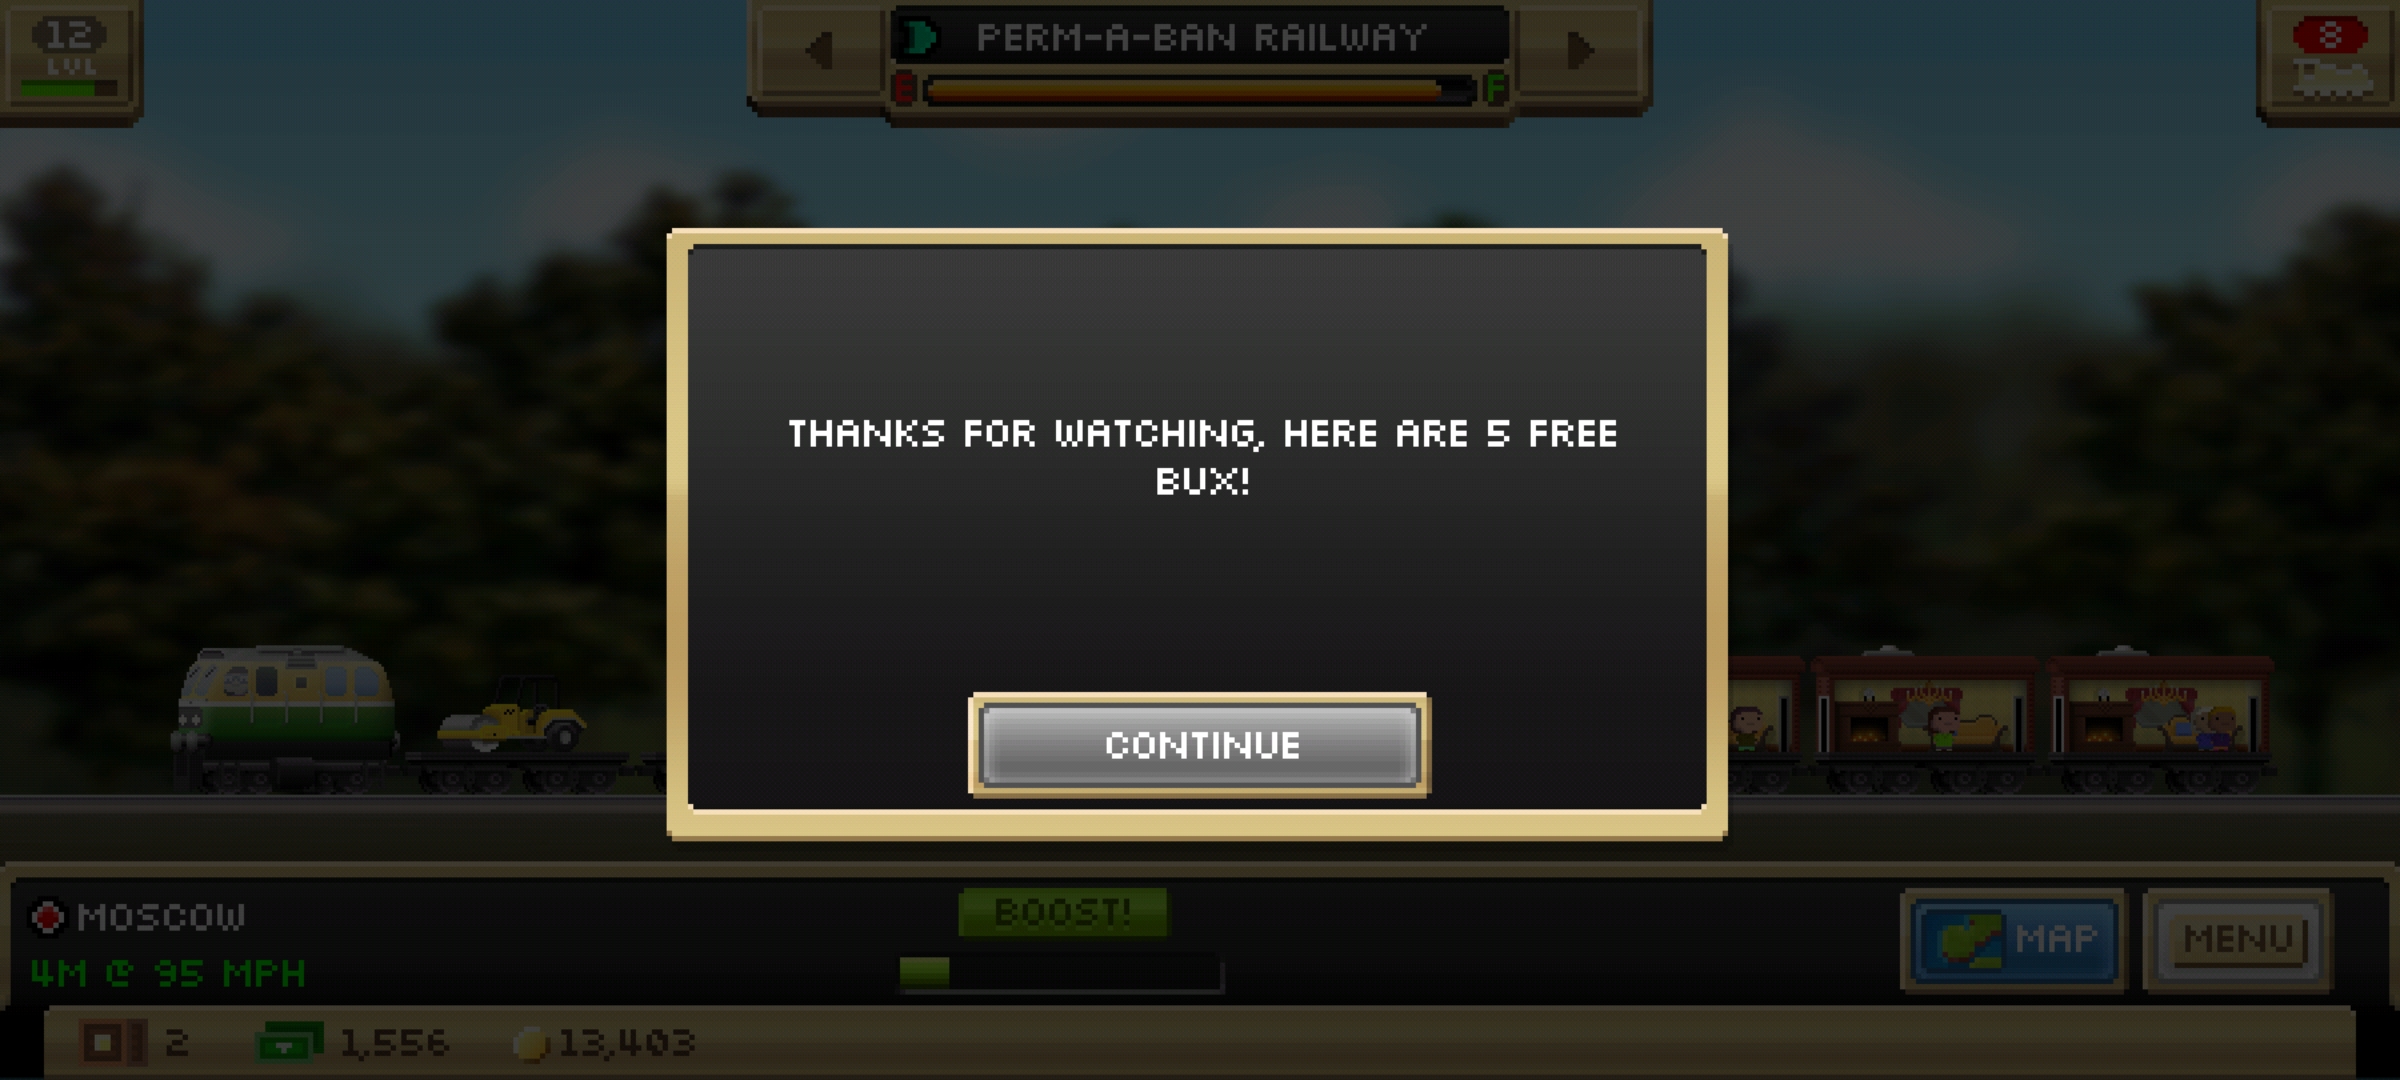 12
LVL
PERM-A-BAN RAILWAY
E F
8
THANKS FOR WATCHING, HERE ARE 5 FREE
BUX!
CONTINUE
MOSCOW
4M @ 95 MPH
BOOST!
MAP
MENU
2 1,556 13,403